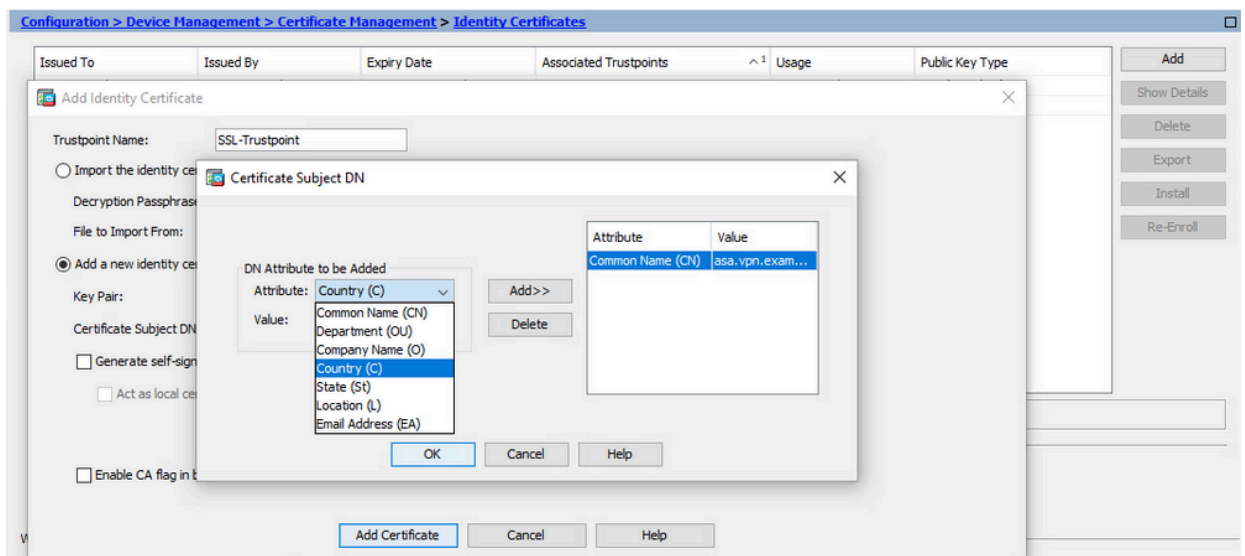 Configuration > Device Management > Certificate Management > Identity Certificates
Issued To Issued By Expiry Date Associated Trustpoints 1 Usage Public Key Type
Add
Show Details
Delete
Export
Install
Re-Enroll
Add Identity Certificate
Trustpoint Name: SSL-Trustpoint
Import the identity
Decryption Passphrase
File to Import From:
Add a new identity
Key Pair:
Certificate Subject DN
Generate
Act as local
Enable CA flag in
Add Certificate Cancel Help
Certificate Subject DN
DN Attribute to be Added
Attribute: Country (C)
Value:
Common Name (CN)
Department (OU)
Company Name (O)
Country (C)
State (St)
Location (L)
Email Address (EA)
Add>>
Delete
Attribute Value
Common Name (CN) asa.vpn.exam...
OK Cancel Help